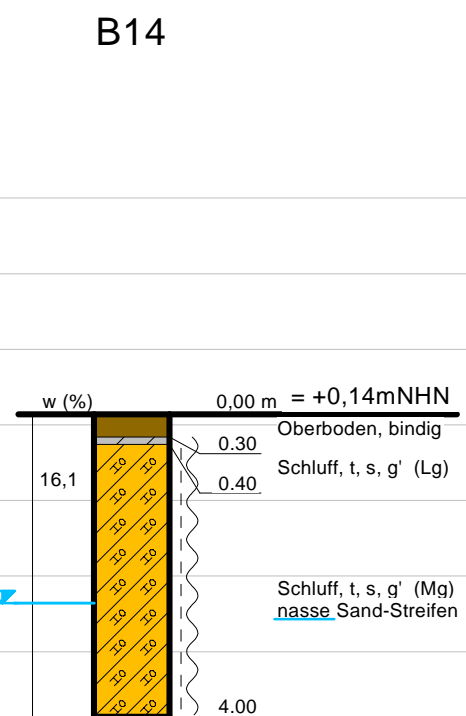 B14
w (%)
0,00 m = +0,14mNHN
Oberboden, bindig
0.30
Schluff, t, s, g' (Lg)
16,1
0.40
Schluff, t, s, g' (Mg)
nasse Sand-Streifen
4.00